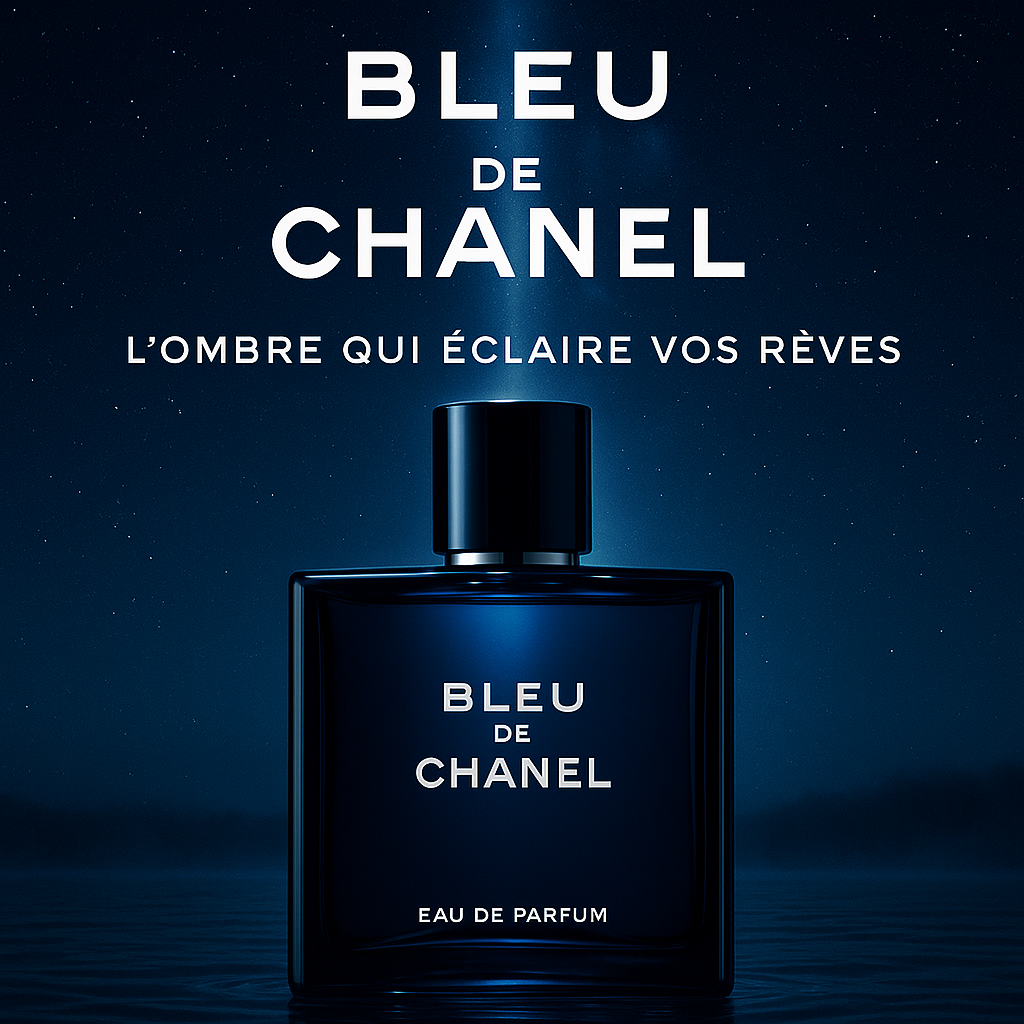 BLEU
DE
CHANEL
L’OMBRE QUI ÉCLAIRE VOS RÊVES
BLEU
DE
CHANEL
EAU DE PARFUM